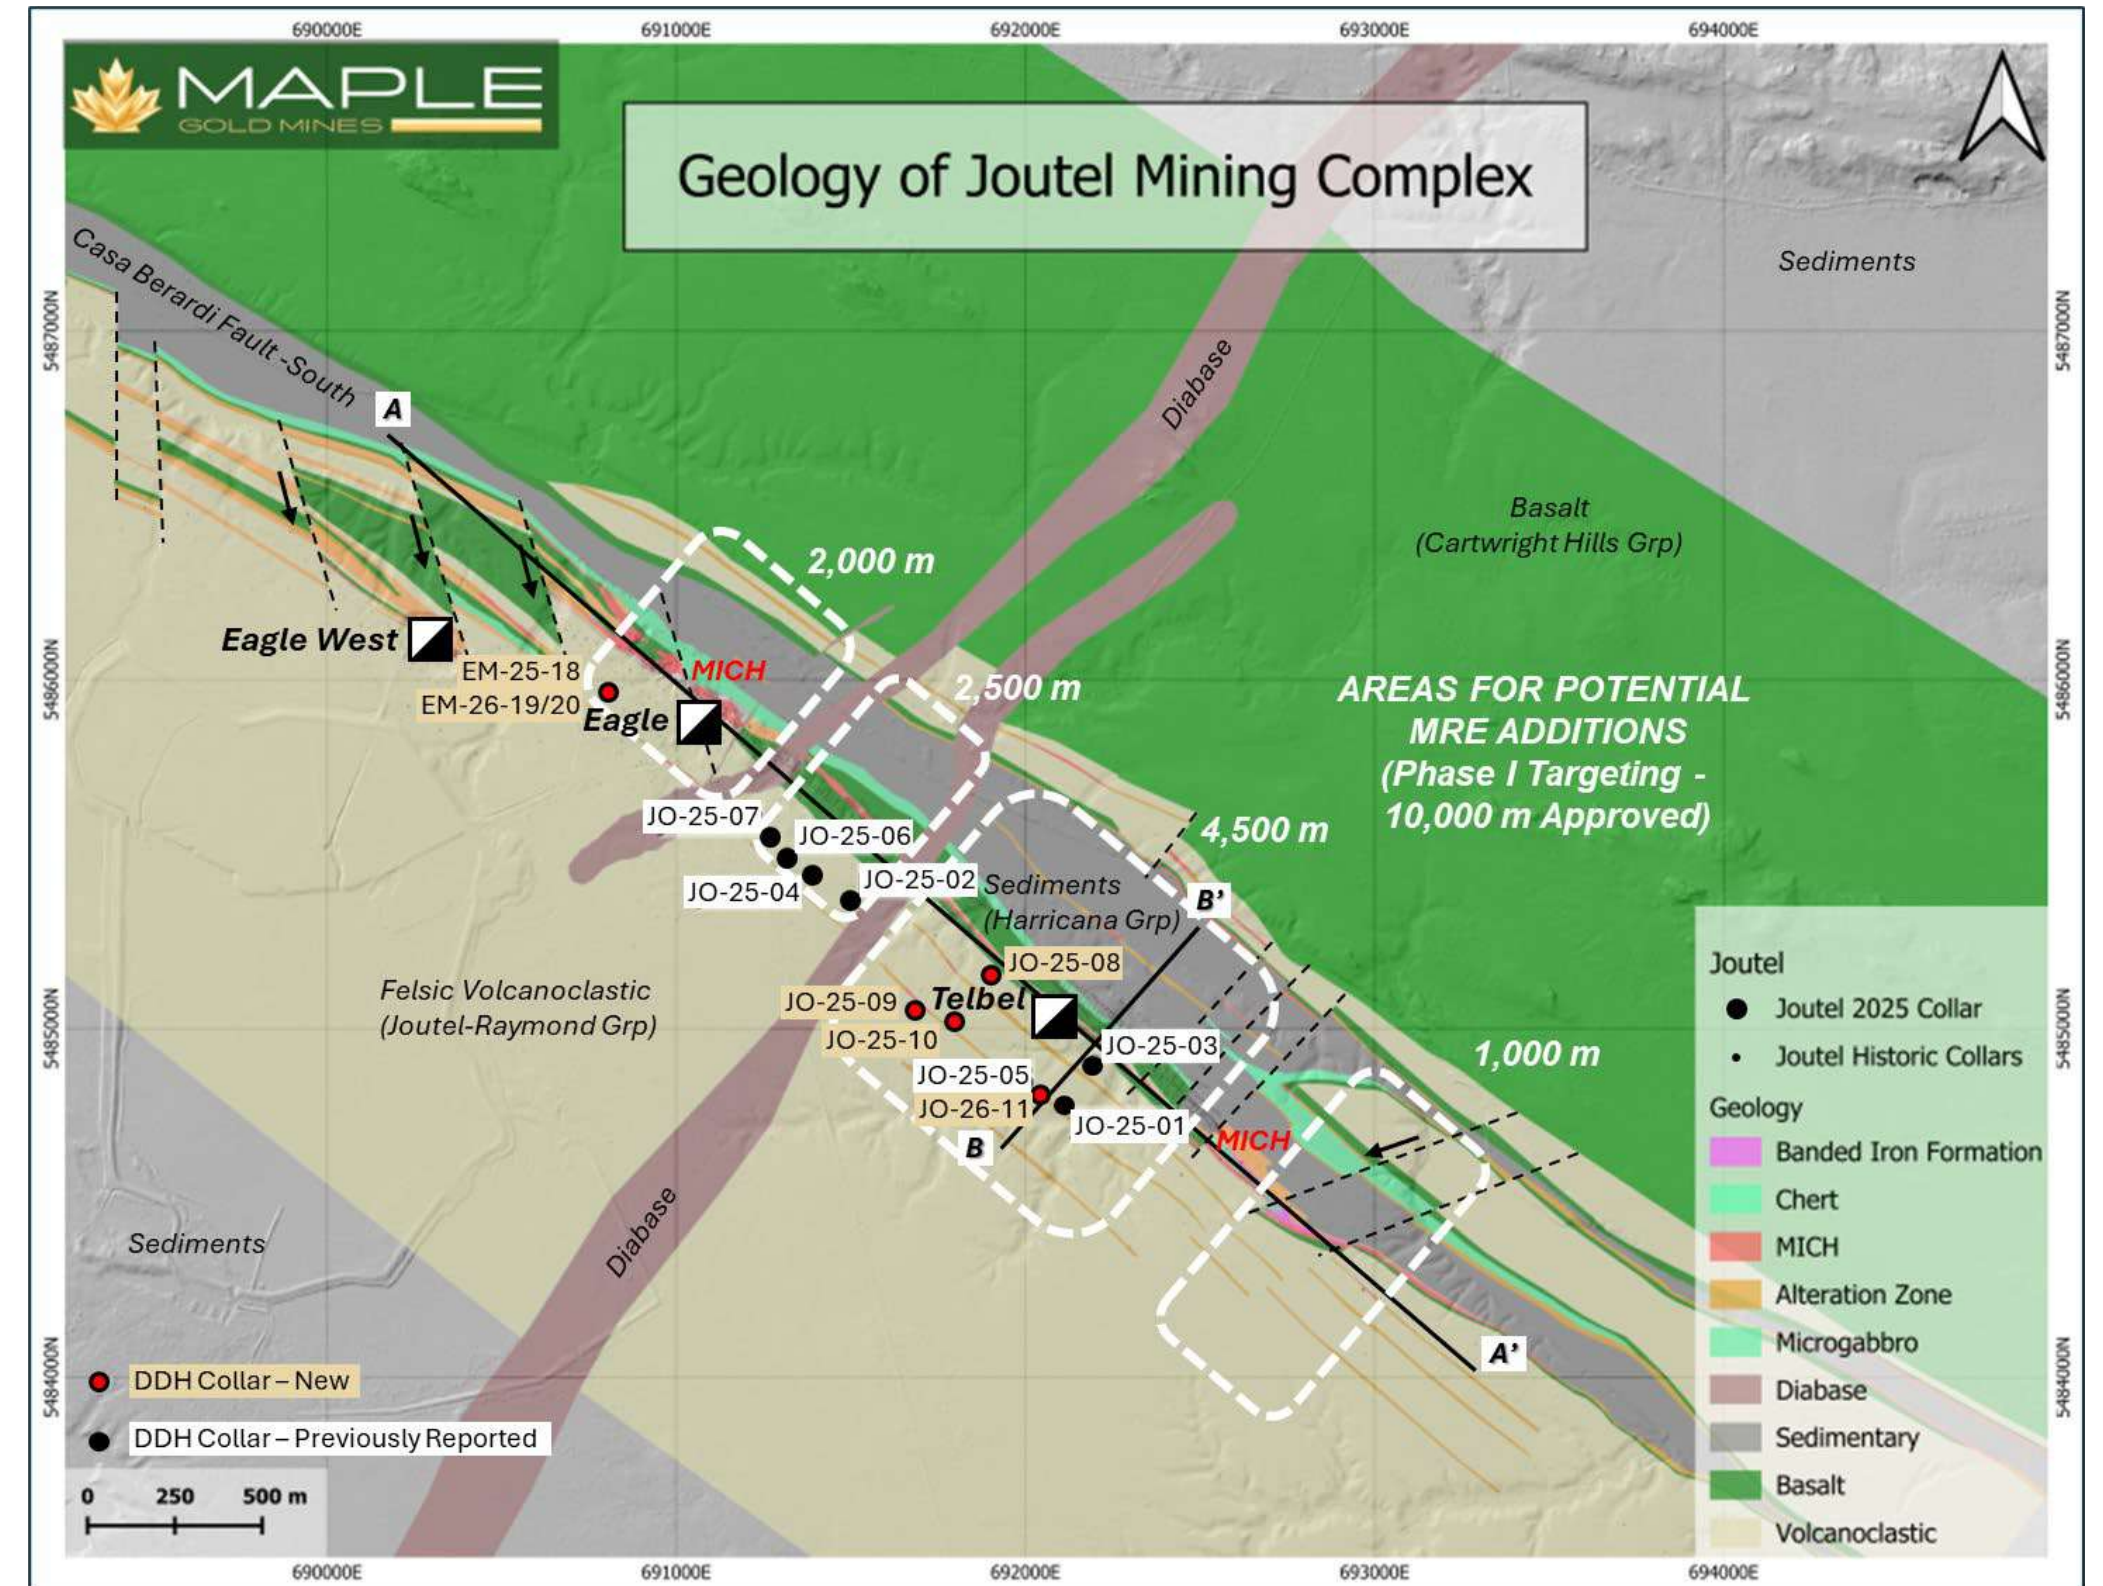 690000E
691000E
692000E
693000E
694000E
MAPLE
GOLD MINES
Geology of Joutel Mining Complex
Casa Berardi Fault -South
Sediments
5487000N
5487000N
Diabase
A
Basalt
(Cartwright Hills Grp)
2,000 m
Eagle West
EM-25-18
EM-26-19/20
MICH
Eagle
2,500 m
5486000N
5486000N
AREAS FOR POTENTIAL
MRE ADDITIONS
(Phase I Targeting -
10,000 m Approved)
JO-25-07
JO-25-06
JO-25-04
JO-25-02
4,500 m
Sediments
(Harricana Grp)
B'
JO-25-08
Felsic Volcanoclastic
(Joutel-Raymond Grp)
JO-25-09
Telbel
JO-25-10
5485000N
5485000N
JO-25-03
JO-25-05
JO-26-11
JO-25-01
B
MICH
1,000 m
Sediments
Diabase
A'
5484000N
5484000N
Joutel
Joutel 2025 Collar
Joutel Historic Collars
Geology
Banded Iron Formation
Chert
MICH
Alteration Zone
Microgabbro
Diabase
Sedimentary
Basalt
Volcanoclastic
DDH Collar – New
DDH Collar – Previously Reported
0 250 500 m
690000E
691000E
692000E
693000E
694000E